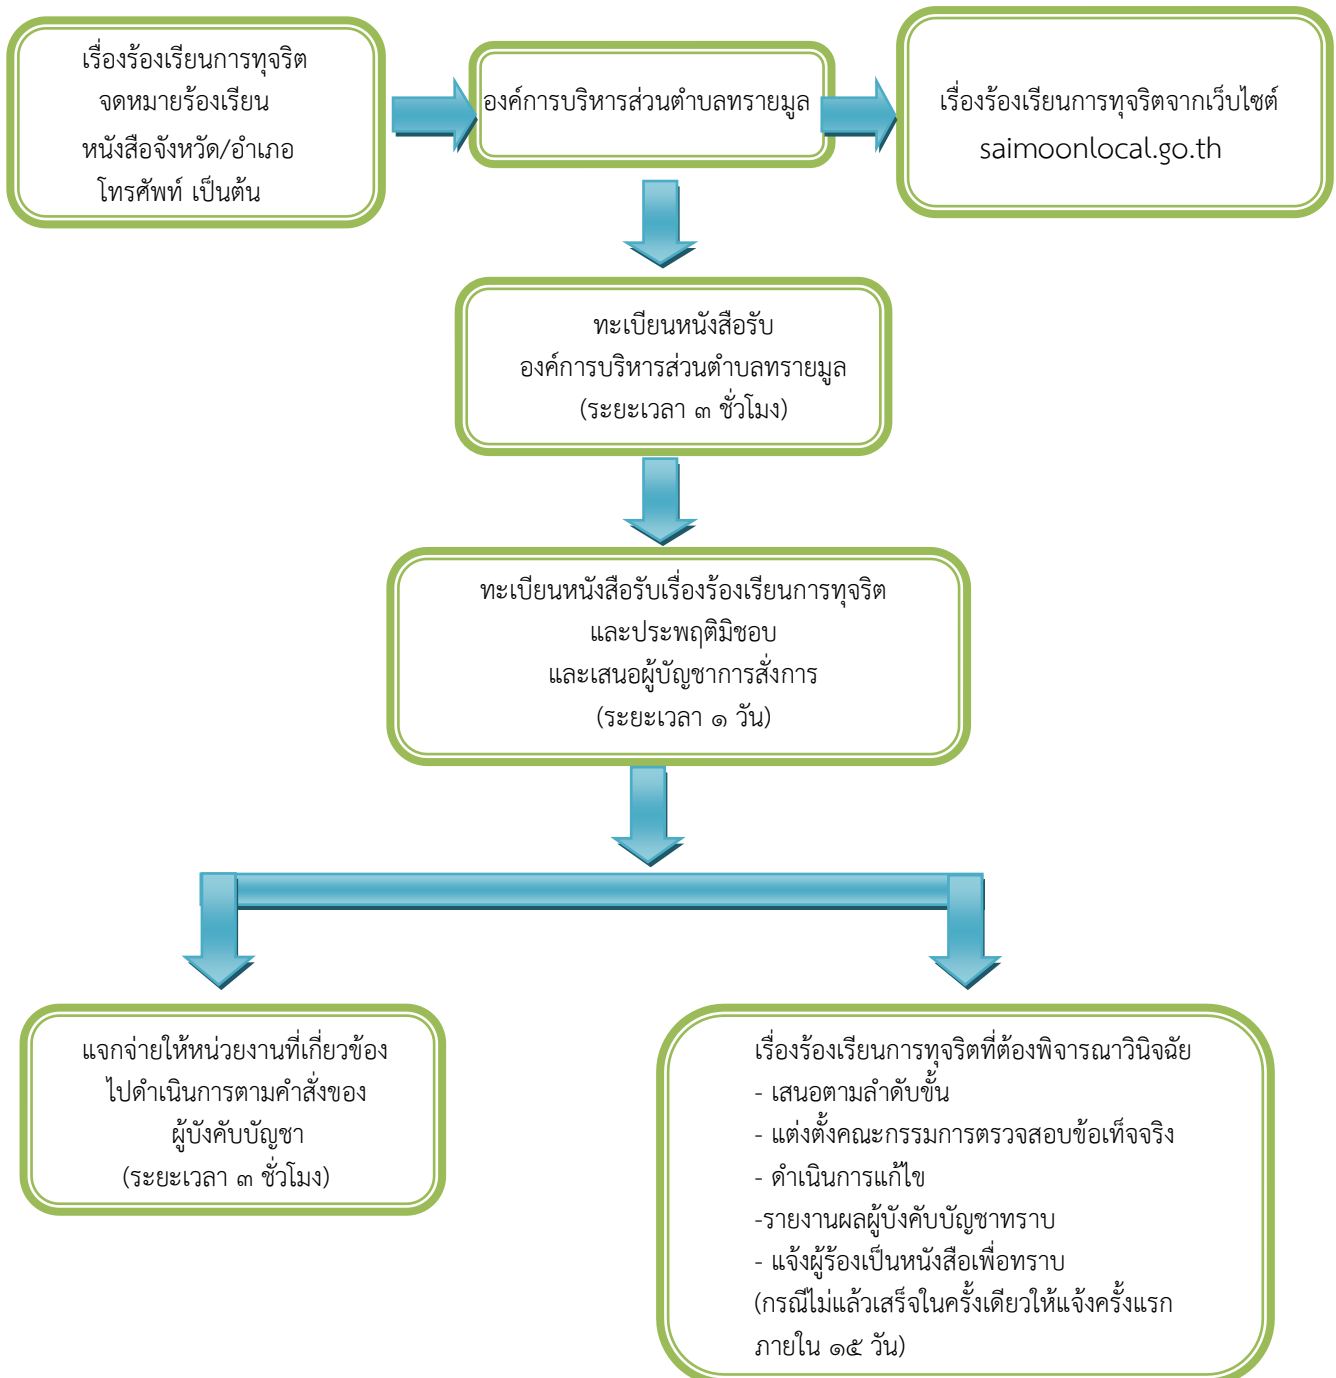 เรื่องร้องเรียนการทุจริต
จดหมายร้องเรียน
หนังสือจังหวัด/อำเภอ
โทรศัพท์ เป็นต้น
องค์การบริหารส่วนตำบลทรายมูล
เรื่องร้องเรียนการทุจริตจากเว็บไซต์
saimoonlocal.go.th
ทะเบียนหนังสือรับ
องค์การบริหารส่วนตำบลทรายมูล
(ระยะเวลา ๓ ชั่วโมง)
ทะเบียนหนังสือรับเรื่องร้องเรียนการทุจริต
และประพฤติมิชอบ
และเสนอผู้บัญชาการสั่งการ
(ระยะเวลา ๑ วัน)
แจกจ่ายให้หน่วยงานที่เกี่ยวข้อง
ไปดำเนินการตามคำสั่งของ
ผู้บังคับบัญชา
(ระยะเวลา ๓ ชั่วโมง)
เรื่องร้องเรียนการทุจริตที่ต้องพิจารณาวินิจฉัย
- เสนอตามลำดับขั้น
- แต่งตั้งคณะกรรมการตรวจสอบข้อเท็จจริง
- ดำเนินการแก้ไข
-รายงานผลผู้บังคับบัญชาทราบ
- แจ้งผู้ร้องเป็นหนังสือเพื่อทราบ
(กรณีไม่แล้วเสร็จในครั้งเดียวให้แจ้งครั้งแรก
ภายใน ๑๕ วัน)